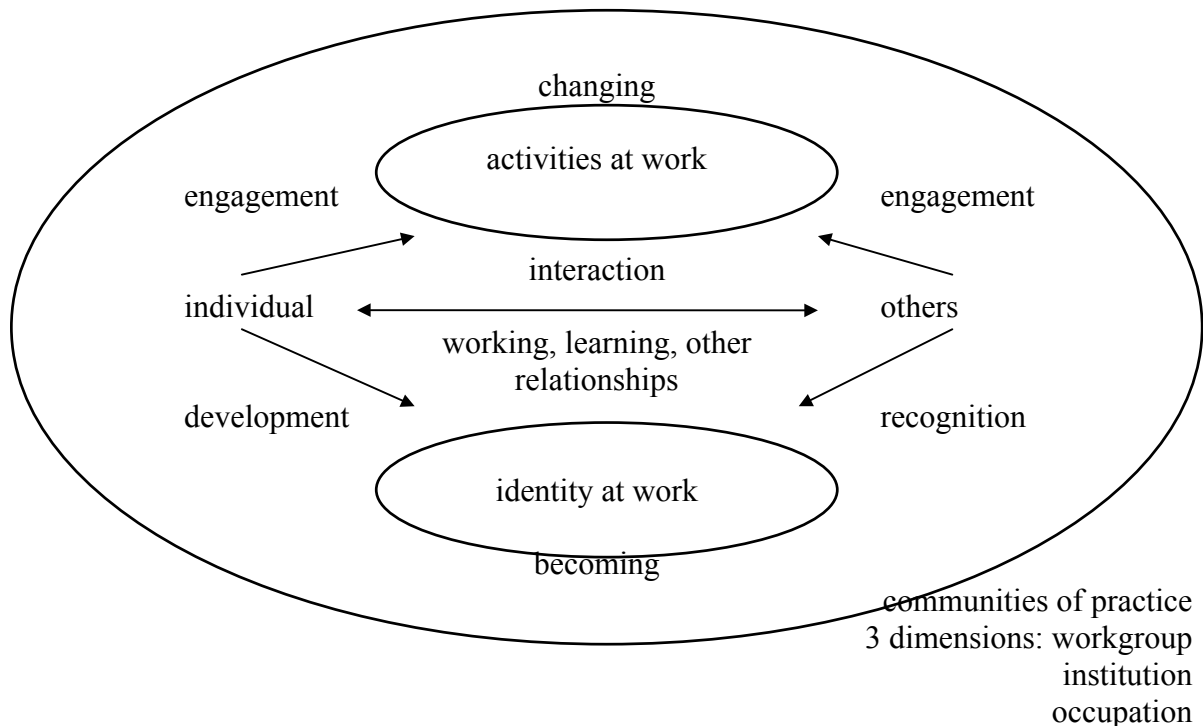 changing
activities at work
engagement
engagement
interaction
individual
others
working, learning, other
relationships
development
recognition
identity at work
becoming
communities of practice
3 dimensions: workgroup
institution
occupation